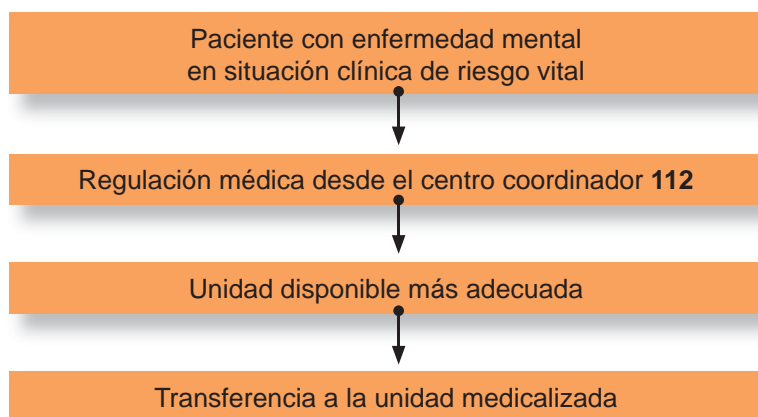 Paciente con enfermedad mental
en situación clínica de riesgo vital
Regulación médica desde el centro coordinador 112
Unidad disponible más adecuada
Transferencia a la unidad medicalizada